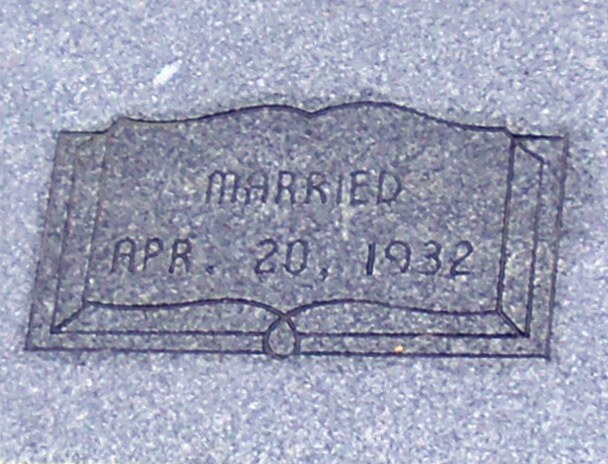 MARRIED
APR. 20, 1932